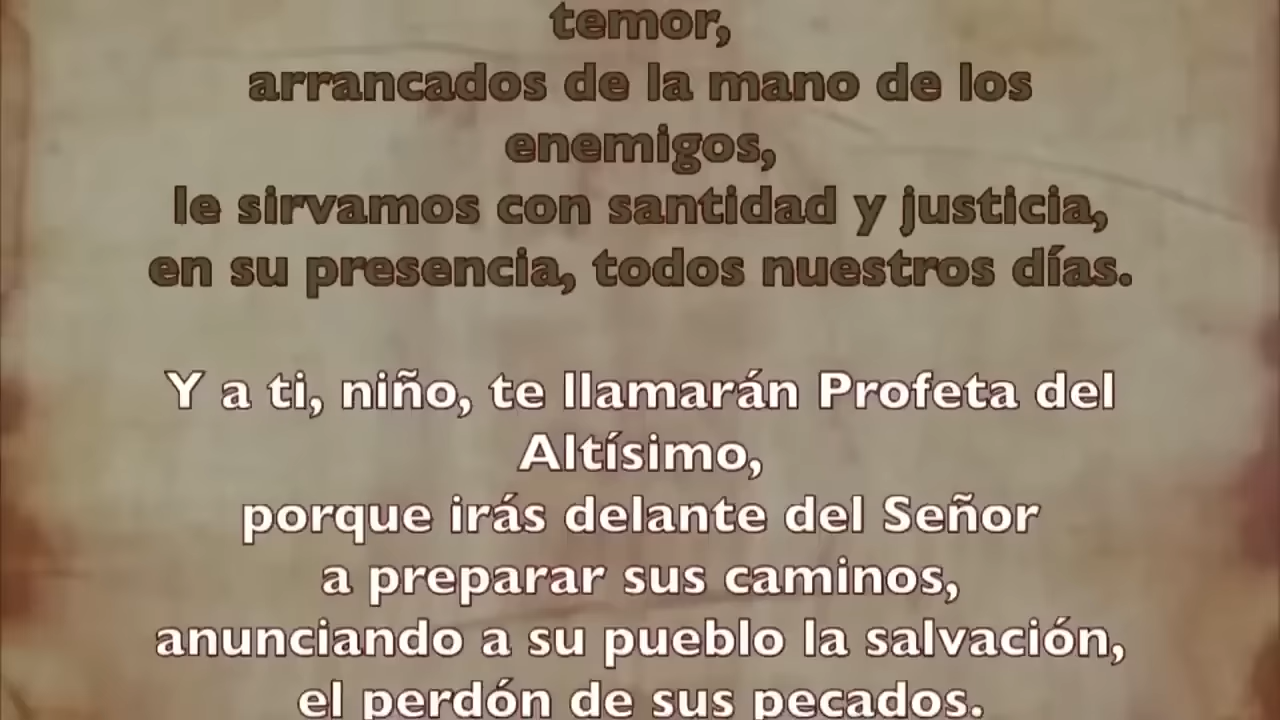 temor,
arrancados de la mano de los
enemigos,
le sirvamos con santidad y justicia,
en su presencia, todos nuestros días.
Y a ti, niño, te llamarán Profeta del
Altísimo,
porque irás delante del Señor
a preparar sus caminos,
anunciando a su pueblo la salvación,
el perdón de sus pecados.